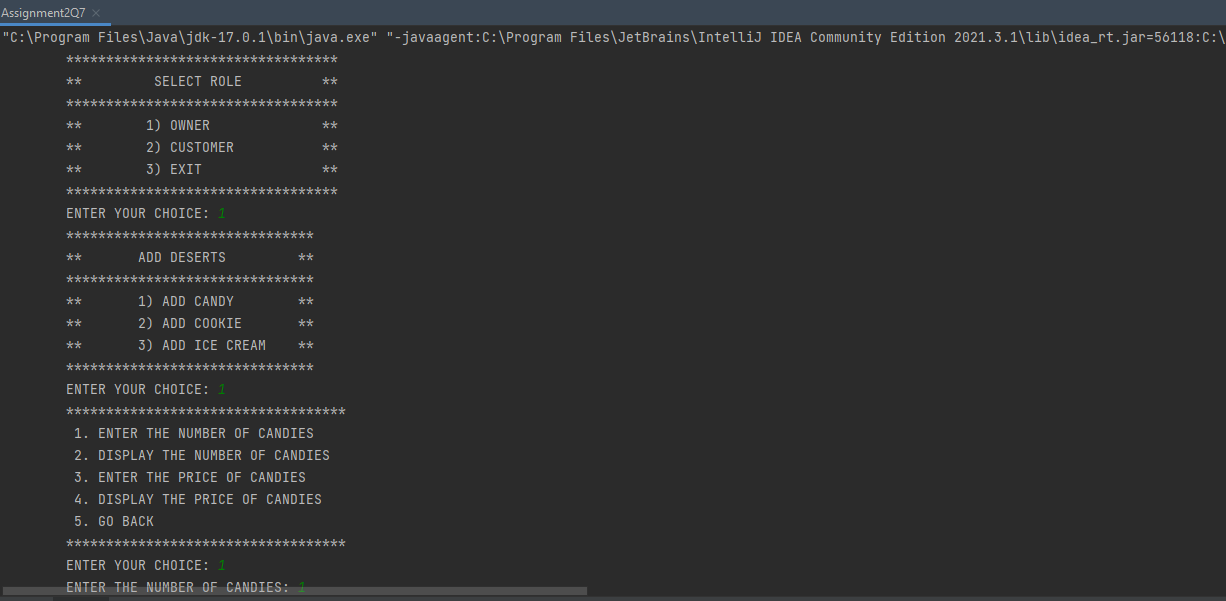 Assignment2Q7 ×
"C:\Program Files\Java\jdk-17.0.1\bin\java.exe" "-javaagent:C:\Program Files\JetBrains\IntelliJ IDEA Community Edition 2021.3.1\lib\idea_rt.jar=56118:C:\
**********************************
**         SELECT ROLE          **
**********************************
**        1) OWNER              **
**        2) CUSTOMER           **
**        3) EXIT               **
**********************************
ENTER YOUR CHOICE: 1
*******************************
**       ADD DESERTS         **
*******************************
**       1) ADD CANDY        **
**       2) ADD COOKIE       **
**       3) ADD ICE CREAM    **
*******************************
ENTER YOUR CHOICE: 1
***********************************
 1. ENTER THE NUMBER OF CANDIES
 2. DISPLAY THE NUMBER OF CANDIES
 3. ENTER THE PRICE OF CANDIES
 4. DISPLAY THE PRICE OF CANDIES
 5. GO BACK
***********************************
ENTER YOUR CHOICE: 1
ENTER THE NUMBER OF CANDIES: 1